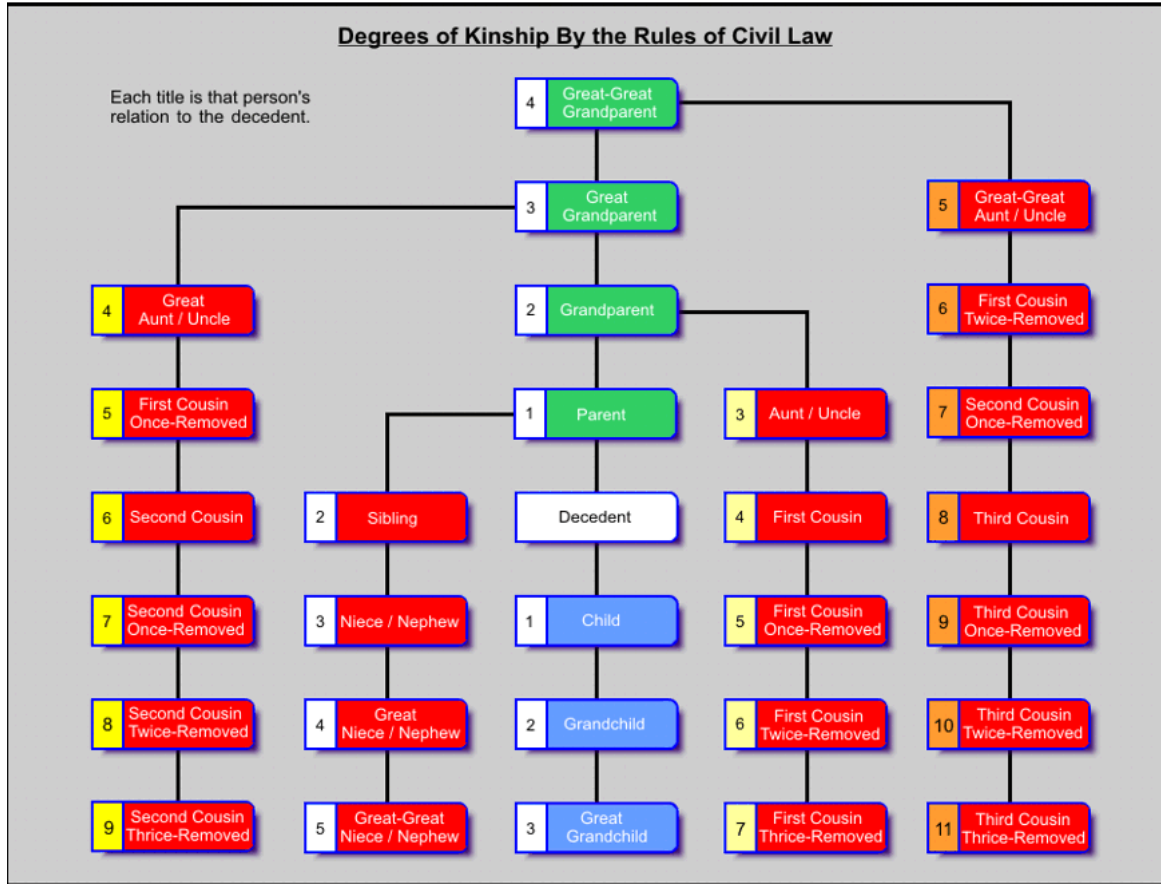 Degrees of Kinship By the Rules of Civil Law
Each title is that person's
relation to the decedent.
4
Great-Great
Grandparent
3
Great
Grandparent
5
Great-Great
Aunt / Uncle
4
Great
Aunt / Uncle
2
Grandparent
6
First Cousin
Twice-Removed
5
First Cousin
Once-Removed
1
Parent
3
Aunt / Uncle
7
Second Cousin
Once-Removed
6
Second Cousin
2
Sibling
Decedent
4
First Cousin
8
Third Cousin
7
Second Cousin
Once-Removed
3
Niece / Nephew
1
Child
5
First Cousin
Once-Removed
9
Third Cousin
Once-Removed
8
Second Cousin
Twice-Removed
4
Great
Niece / Nephew
2
Grandchild
6
First Cousin
Twice-Removed
10
Third Cousin
Twice-Removed
9
Second Cousin
Thrice-Removed
5
Great-Great
Niece / Nephew
3
Great
Grandchild
7
First Cousin
Thrice-Removed
11
Third Cousin
Thrice-Removed